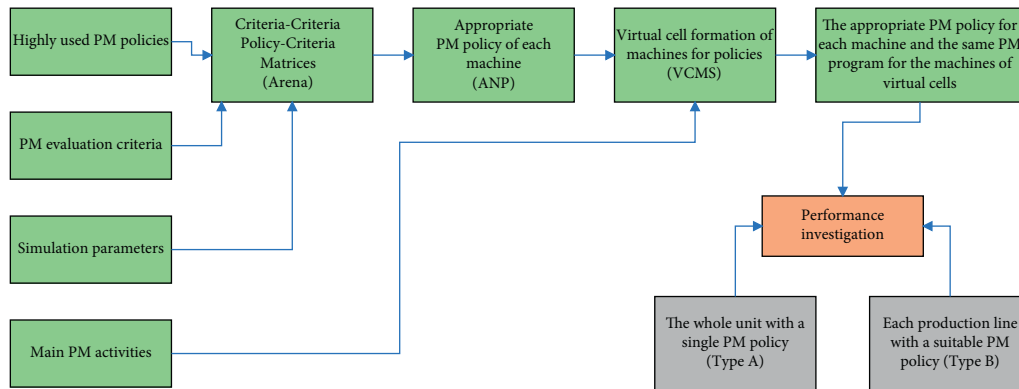 Highly used PM policies
Criteria-Criteria
Policy-Criteria
Matrices
(Arena)
Appropriate
PM policy of each
machine
(ANP)
Virtual cell formation of
machines for policies
(VCMS)
The appropriate PM policy for
each machine and the same PM
program for the machines of
virtual cells
PM evaluation criteria
Simulation parameters
Performance
investigation
Main PM activities
The whole unit with a
single PM policy
(Type A)
Each production line
with a suitable PM
policy (Type B)